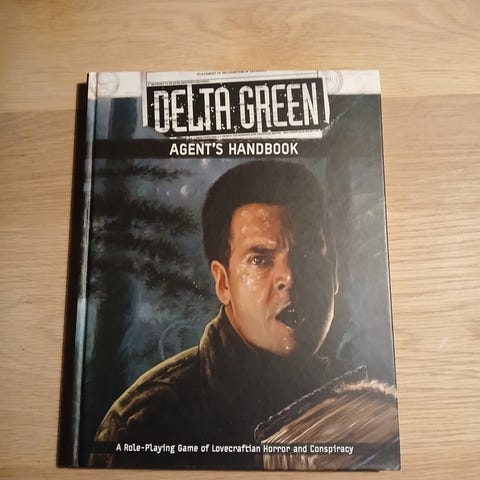 DELTA GREEN
AGENT'S HANDBOOK
A Role-Playing Game of Lovecraftian Horror and Conspiracy